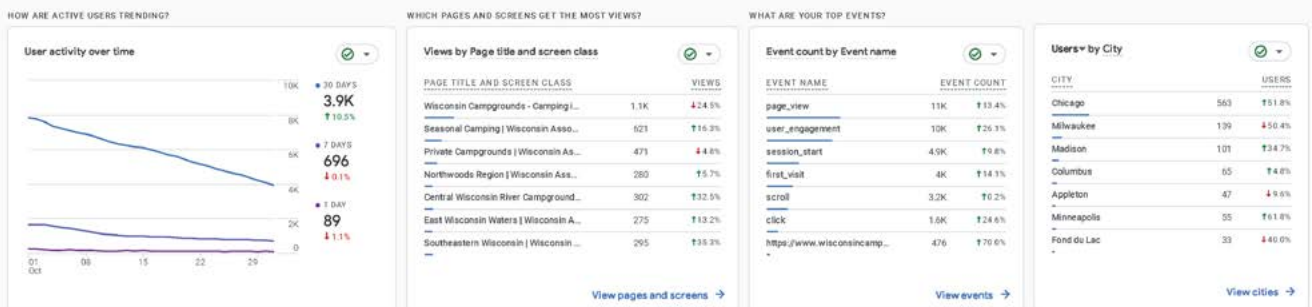 HOW ARE ACTIVE USERS TRENDING?
User activity over time
10K
8K
6K
4K
2K
0
01
Oct
08
15
22
29
30 DAYS
3.9K
↑ 10.5%
7 DAYS
696
↓ 0.1%
1 DAY
89
↓ 1.1%
WHICH PAGES AND SCREENS GET THE MOST VIEWS?
Views by Page title and screen class
PAGE TITLE AND SCREEN CLASS VIEWS
Wisconsin Campgrounds - Camping i... 1.1K ↓24.5%
Seasonal Camping | Wisconsin Asso... 621 ↑16.3%
Private Campgrounds | Wisconsin As... 471 ↓4.8%
Northwoods Region | Wisconsin Ass... 280 ↑5.7%
Central Wisconsin River Campground... 302 ↑32.5%
East Wisconsin Waters | Wisconsin A... 275 ↑13.2%
Southeastern Wisconsin | Wisconsin ... 295 ↑35.3%
View pages and screens →
WHAT ARE YOUR TOP EVENTS?
Event count by Event name
EVENT NAME EVENT COUNT
page_view 11K ↑13.4%
user_engagement 10K ↑26.1%
session_start 4.9K ↑9.8%
first_visit 4K ↑14.1%
scroll 3.2K ↑0.2%
click 1.6K ↑24.6%
https://www.wisconsincamp... 476 ↑70.0%
View events →
Users by City
CITY USERS
Chicago 563 ↑51.8%
Milwaukee 139 ↓50.4%
Madison 101 ↑34.7%
Columbus 65 ↑4.8%
Appleton 47 ↓9.6%
Minneapolis 55 ↑61.8%
Fond du Lac 33 ↓40.0%
View cities →